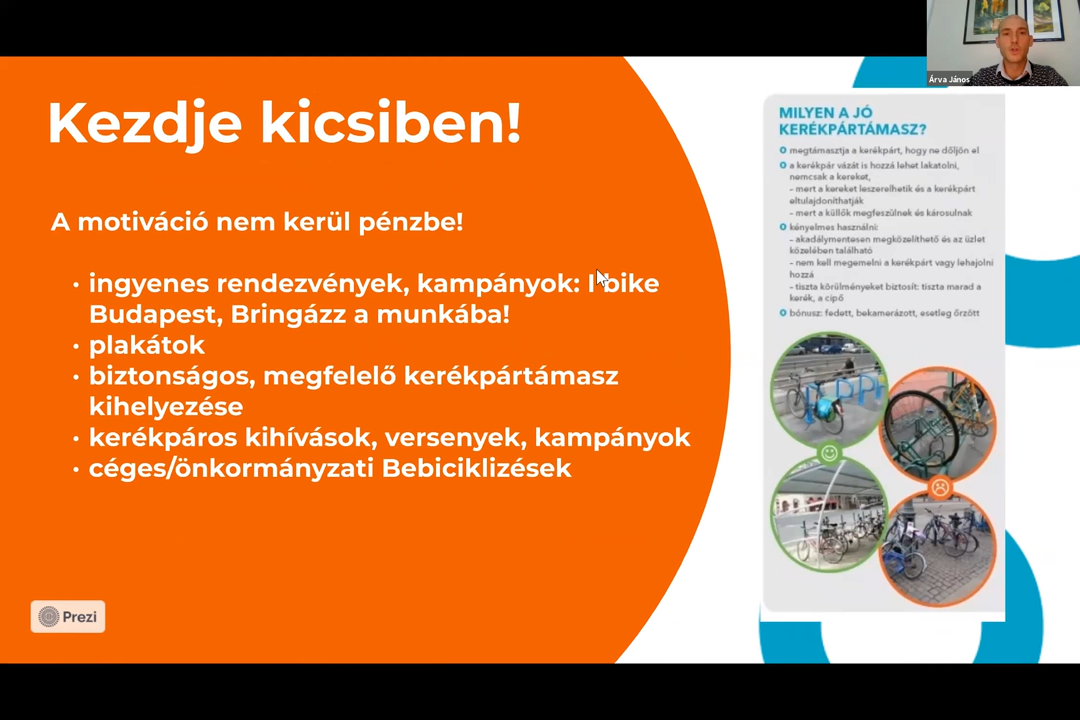 Árva János
Kezdje kicsiben!
A motiváció nem kerül pénzbe!
• ingyenes rendezvények, kampányok: I bike
Budapest, Bringázz a munkába!
• plakátok
• biztonságos, megfelelő kerékpártámasz
kihelyezése
• kerékpáros kihívások, versenyek, kampányok
• céges/önkormányzati Bebiciklizések
Prezi
MILYEN A JÓ
KERÉKPÁRTÁMASZ?
megtámasztja a kerékpárt, hogy ne dőljön el
a kerékpár vázát is hozzá lehet lakatolni,
nemcsak a kereket,
– mert a kereket leszerelhetik és a kerékpárt
eltulajdoníthatják
– mert a küllők megfeszülnek és károsulnak
kényelmes használni:
– akadálymentesen megközelíthető és az üzlet
közelében található
– nem kell megemelni a kerékpárt vagy lehajolni
hozzá
– tiszta körülményeket biztosít: tiszta marad a
kerék, a cipő
bónusz: fedett, bekamerázott, esetleg őrzött